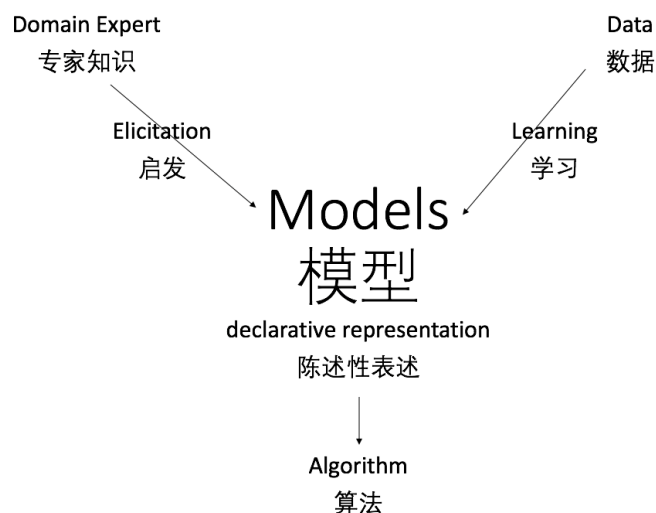 Domain Expert
专家知识
Data
数据
Elicitation
启发
Learning
学习
Models
模型
declarative representation
陈述性表述
Algorithm
算法